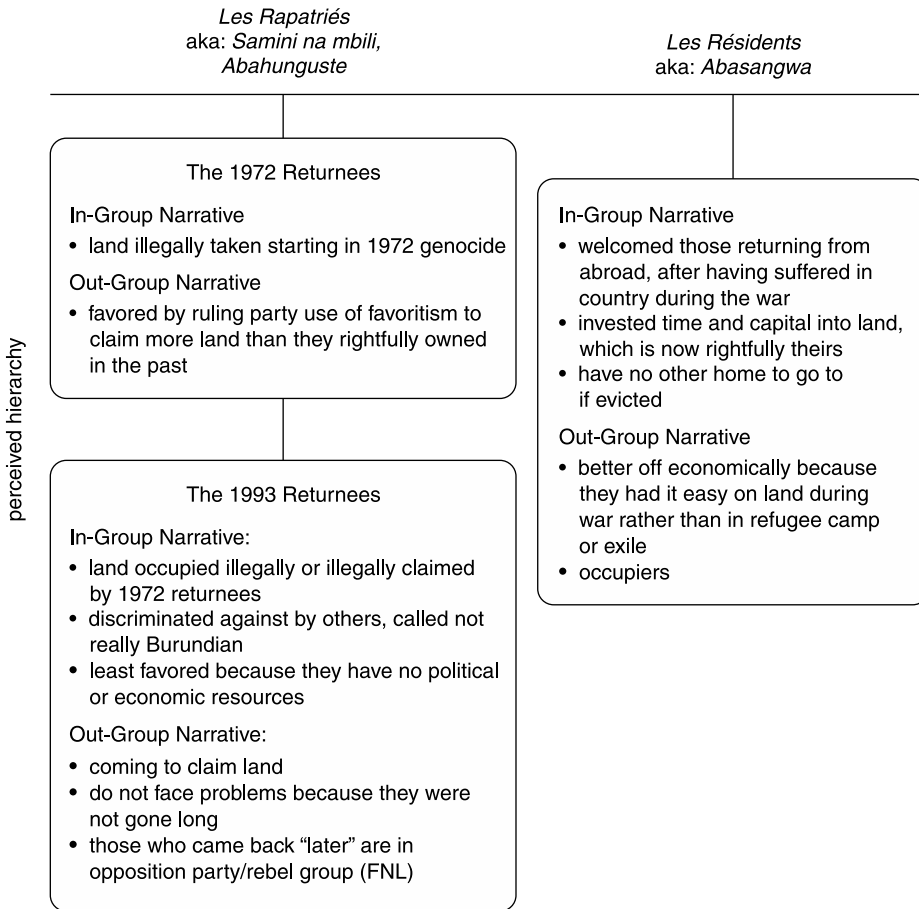 Les Rapatriés
aka: Samini na mbili,
Abahunguste
Les Résidents
aka: Abasangwa
perceived hierarchy
The 1972 Returnees
In-Group Narrative
• land illegally taken starting in 1972 genocide
Out-Group Narrative
• favored by ruling party use of favoritism to
claim more land than they rightfully owned
in the past
The 1993 Returnees
In-Group Narrative:
• land occupied illegally or illegally claimed
by 1972 returnees
• discriminated against by others, called not
really Burundian
• least favored because they have no political
or economic resources
Out-Group Narrative:
• coming to claim land
• do not face problems because they were
not gone long
• those who came back “later” are in
opposition party/rebel group (FNL)
In-Group Narrative
• welcomed those returning from
abroad, after having suffered in
country during the war
• invested time and capital into land,
which is now rightfully theirs
• have no other home to go to
if evicted
Out-Group Narrative
• better off economically because
they had it easy on land during
war rather than in refugee camp
or exile
• occupiers